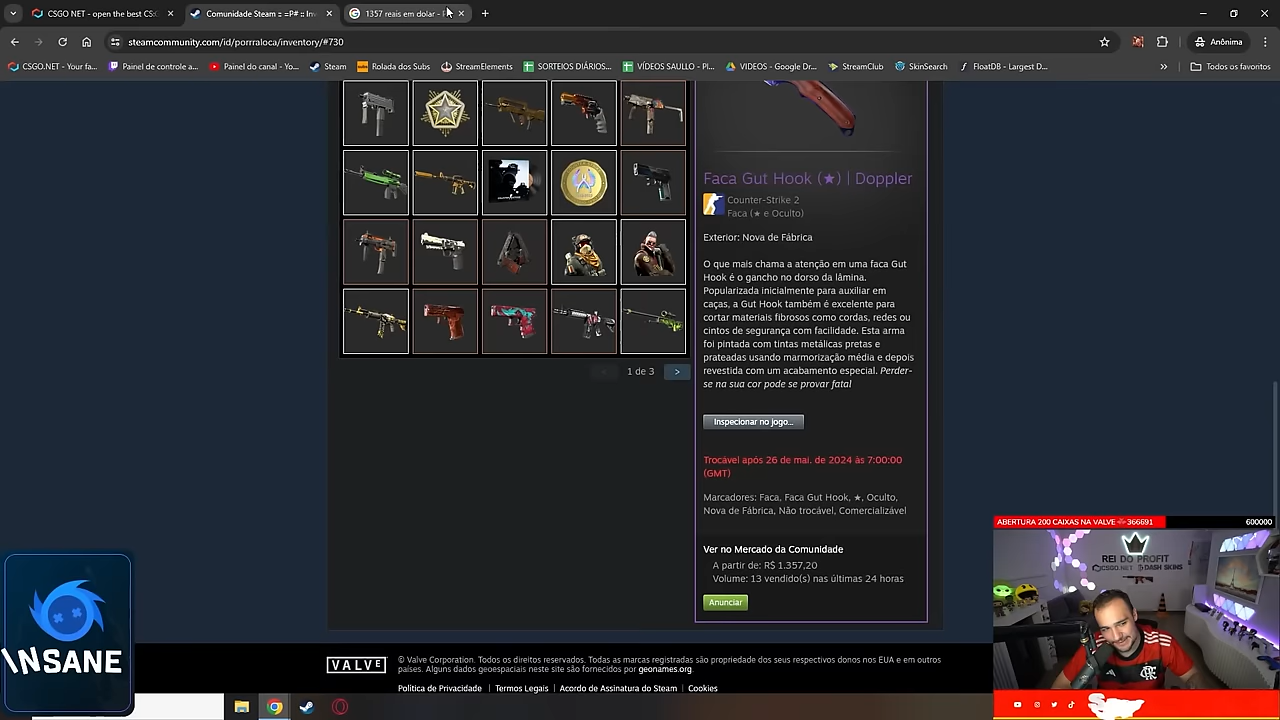 CSGO.NET - open the best CS:G
Comunidade Steam :: =P# :: Inv
1357 reais em dolar - P
steamcommunity.com/id/porrraloca/inventory/#730
Anônima
CSGO.NET - Your fa...
Painel de controle a...
Painel do canal - Yo...
Steam
Rolada dos Subs
StreamElements
SORTEIOS DIÁRIOS...
VÍDEOS SAULLO - Pl...
VIDEOS - Google Dr...
StreamClub
SkinSearch
FloatDB - Largest D...
Todos os favoritos
Faca Gut Hook (★) | Doppler
Counter-Strike 2
Faca (★ e Oculto)
Exterior: Nova de Fábrica
O que mais chama a atenção em uma faca Gut
Hook é o gancho no dorso da lâmina.
Popularizada inicialmente para auxiliar em
caças, a Gut Hook também é excelente para
cortar materiais fibrosos como cordas, redes ou
cintos de segurança com facilidade. Esta arma
foi pintada com tintas metálicas pretas e
prateadas usando marmorização média e depois
revestida com um acabamento especial. Perder-
se na sua cor pode se provar fatal
1 de 3
Inspecionar no jogo...
Trocável após 26 de mai. de 2024 às 7:00:00
(GMT)
Marcadores: Faca, Faca Gut Hook, ★, Oculto,
Nova de Fábrica, Não trocável, Comercializável
Ver no Mercado da Comunidade
A partir de: R$ 1.357,20
Volume: 13 vendido(s) nas últimas 24 horas
Anunciar
ABERTURA 200 CAIXAS NA VALVE 366691
600000
REI DO PROFIT
CSGO.NET DASH SKINS
INSANE
VALVE
© Valve Corporation. Todos os direitos reservados. Todas as marcas registradas são propriedade dos seus respectivos donos nos EUA e em outros
países. Alguns dados geoespaciais neste site são fornecidos por geonames.org.
Política de Privacidade | Termos Legais | Acordo de Assinatura do Steam | Cookies